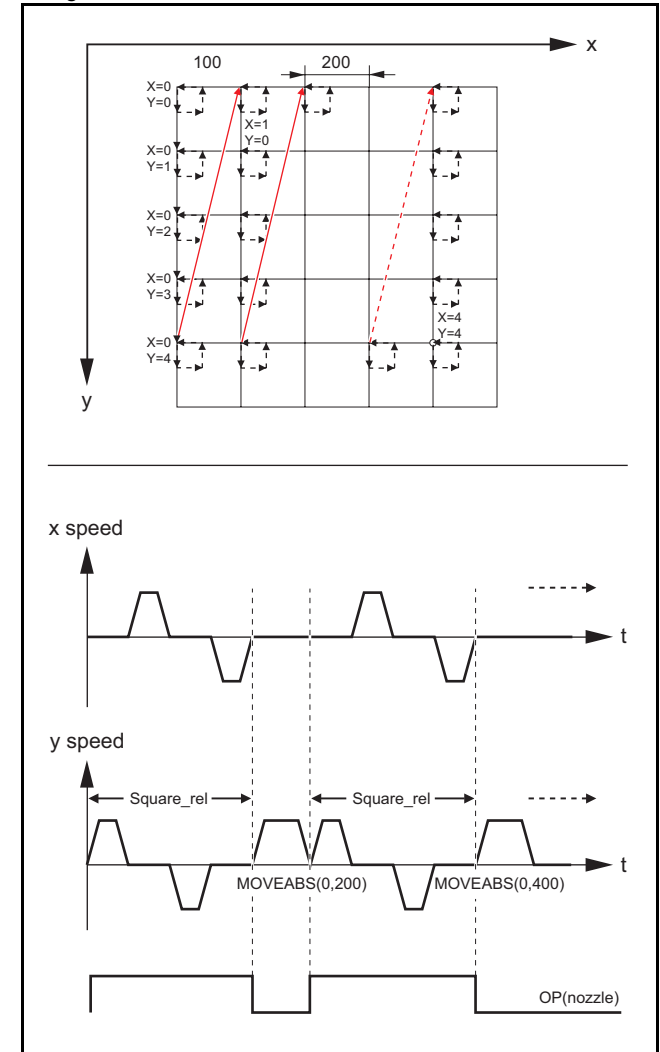 x
100 200
X=0
Y=0
X=1
Y=0
X=0
Y=1
X=0
Y=2
X=0
Y=3
X=4
Y=4
X=0
Y=4
y
x speed
t
y speed
Square_rel Square_rel
t
MOVEABS(0,200) MOVEABS(0,400)
OP(nozzle)